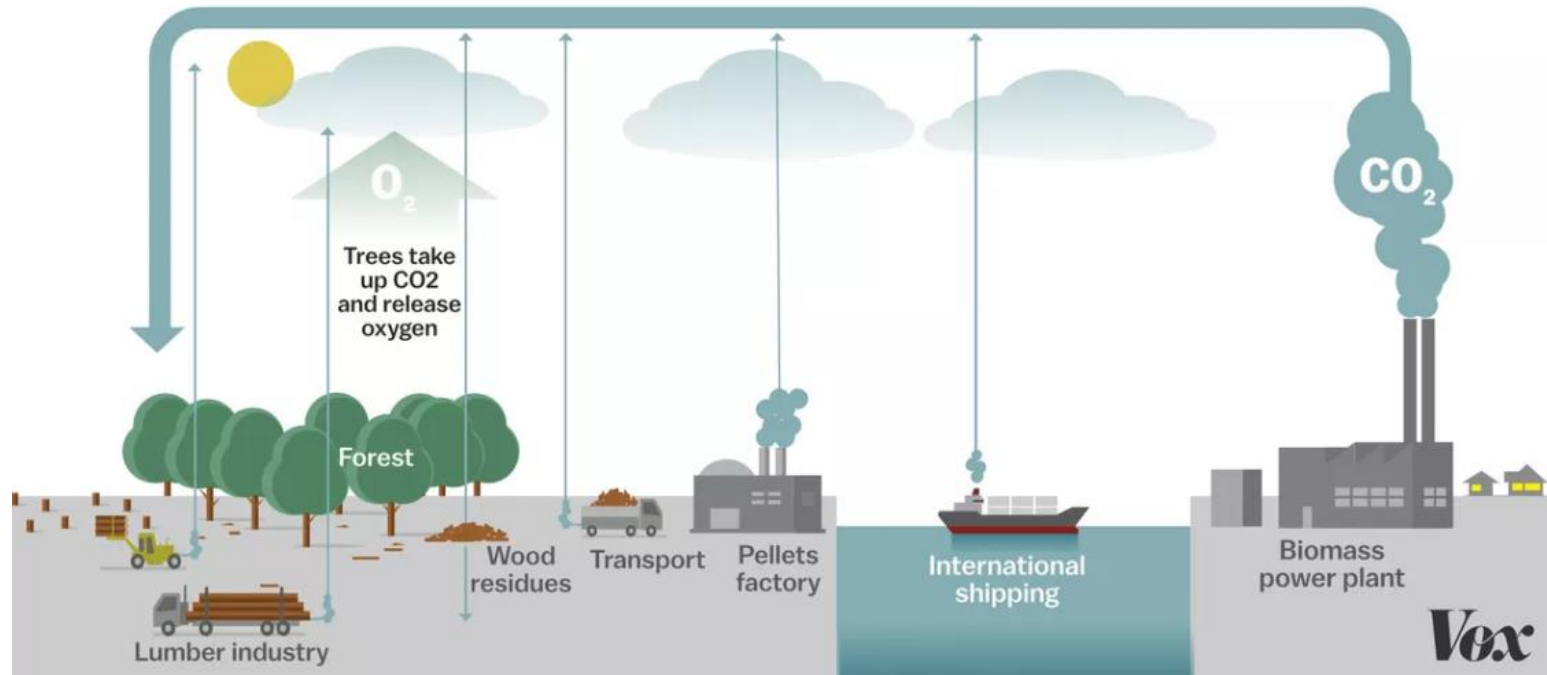 O₂
CO₂
Trees take
up CO2
and release
oxygen
Forest
Wood
residues
Transport
Pellets
factory
International
shipping
Biomass
power plant
Lumber industry
Vox